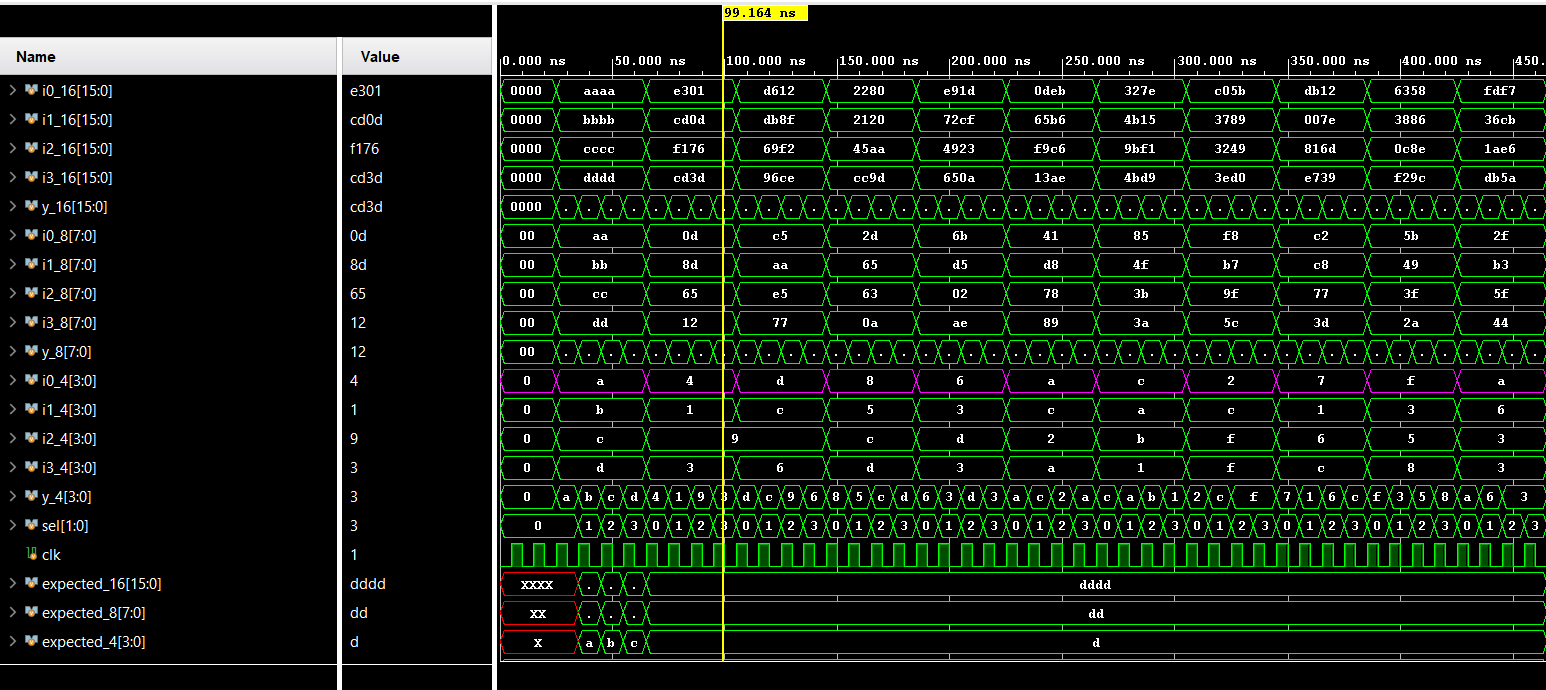 99.164 ns
Name Value 0.000 ns 50.000 ns 100.000 ns 150.000 ns 200.000 ns 250.000 ns 300.000 ns 350.000 ns 400.000 ns 450.
i0_16[15:0] e301 0000 aaaa e301 d612 2280 e91d 0deb 327e c05b db12 6358 fdf7
i1_16[15:0] cd0d 0000 bbbb cd0d db8f 2120 72cf 65b6 4b15 3789 007e 3886 36cb
i2_16[15:0] f176 0000 cccc f176 69f2 45aa 4923 f9c6 9bf1 3249 816d 0c8e 1ae6
i3_16[15:0] cd3d 0000 dddd cd3d 96ce cc9d 650a 13ae 4bd9 3ed0 e739 f29c db5a
y_16[15:0] cd3d 0000 . . . . . . . . . . . . . . . . . . . . . . . . . . . . . . . . . . . . . . . . . . . .
i0_8[7:0] 0d 00 aa 0d c5 2d 6b 41 85 f8 c2 5b 2f
i1_8[7:0] 8d 00 bb 8d aa 65 d5 d8 4f b7 c8 49 b3
i2_8[7:0] 65 00 cc 65 e5 63 02 78 3b 9f 77 3f 5f
i3_8[7:0] 12 00 dd 12 77 0a ae 89 3a 5c 3d 2a 44
y_8[7:0] 12 00 . . . . . . . . . . . . . . . . . . . . . . . . . . . . . . . . . . . . . . . . . . . .
i0_4[3:0] 4 0 a 4 d 8 6 a c 2 7 f a
i1_4[3:0] 1 0 b 1 c 5 3 c a c 1 3 6
i2_4[3:0] 9 0 c 9 c d 2 b f 6 5 3
i3_4[3:0] 3 0 d 3 6 d 3 a 1 f c 8 3
y_4[3:0] 3 0 a b c d 4 1 9 3 d c 9 6 8 5 c d 6 3 d 3 a c 2 a c a b 1 2 c f 7 1 6 c f 3 5 8 a 6 3
sel[1:0] 3 0 1 2 3 0 1 2 3 0 1 2 3 0 1 2 3 0 1 2 3 0 1 2 3 0 1 2 3 0 1 2 3 0 1 2 3 0 1 2 3 0 1 2 3
clk 1
expected_16[15:0] dddd XXXX . . . dddd
expected_8[7:0] dd XX . . . dd
expected_4[3:0] d X a b c d